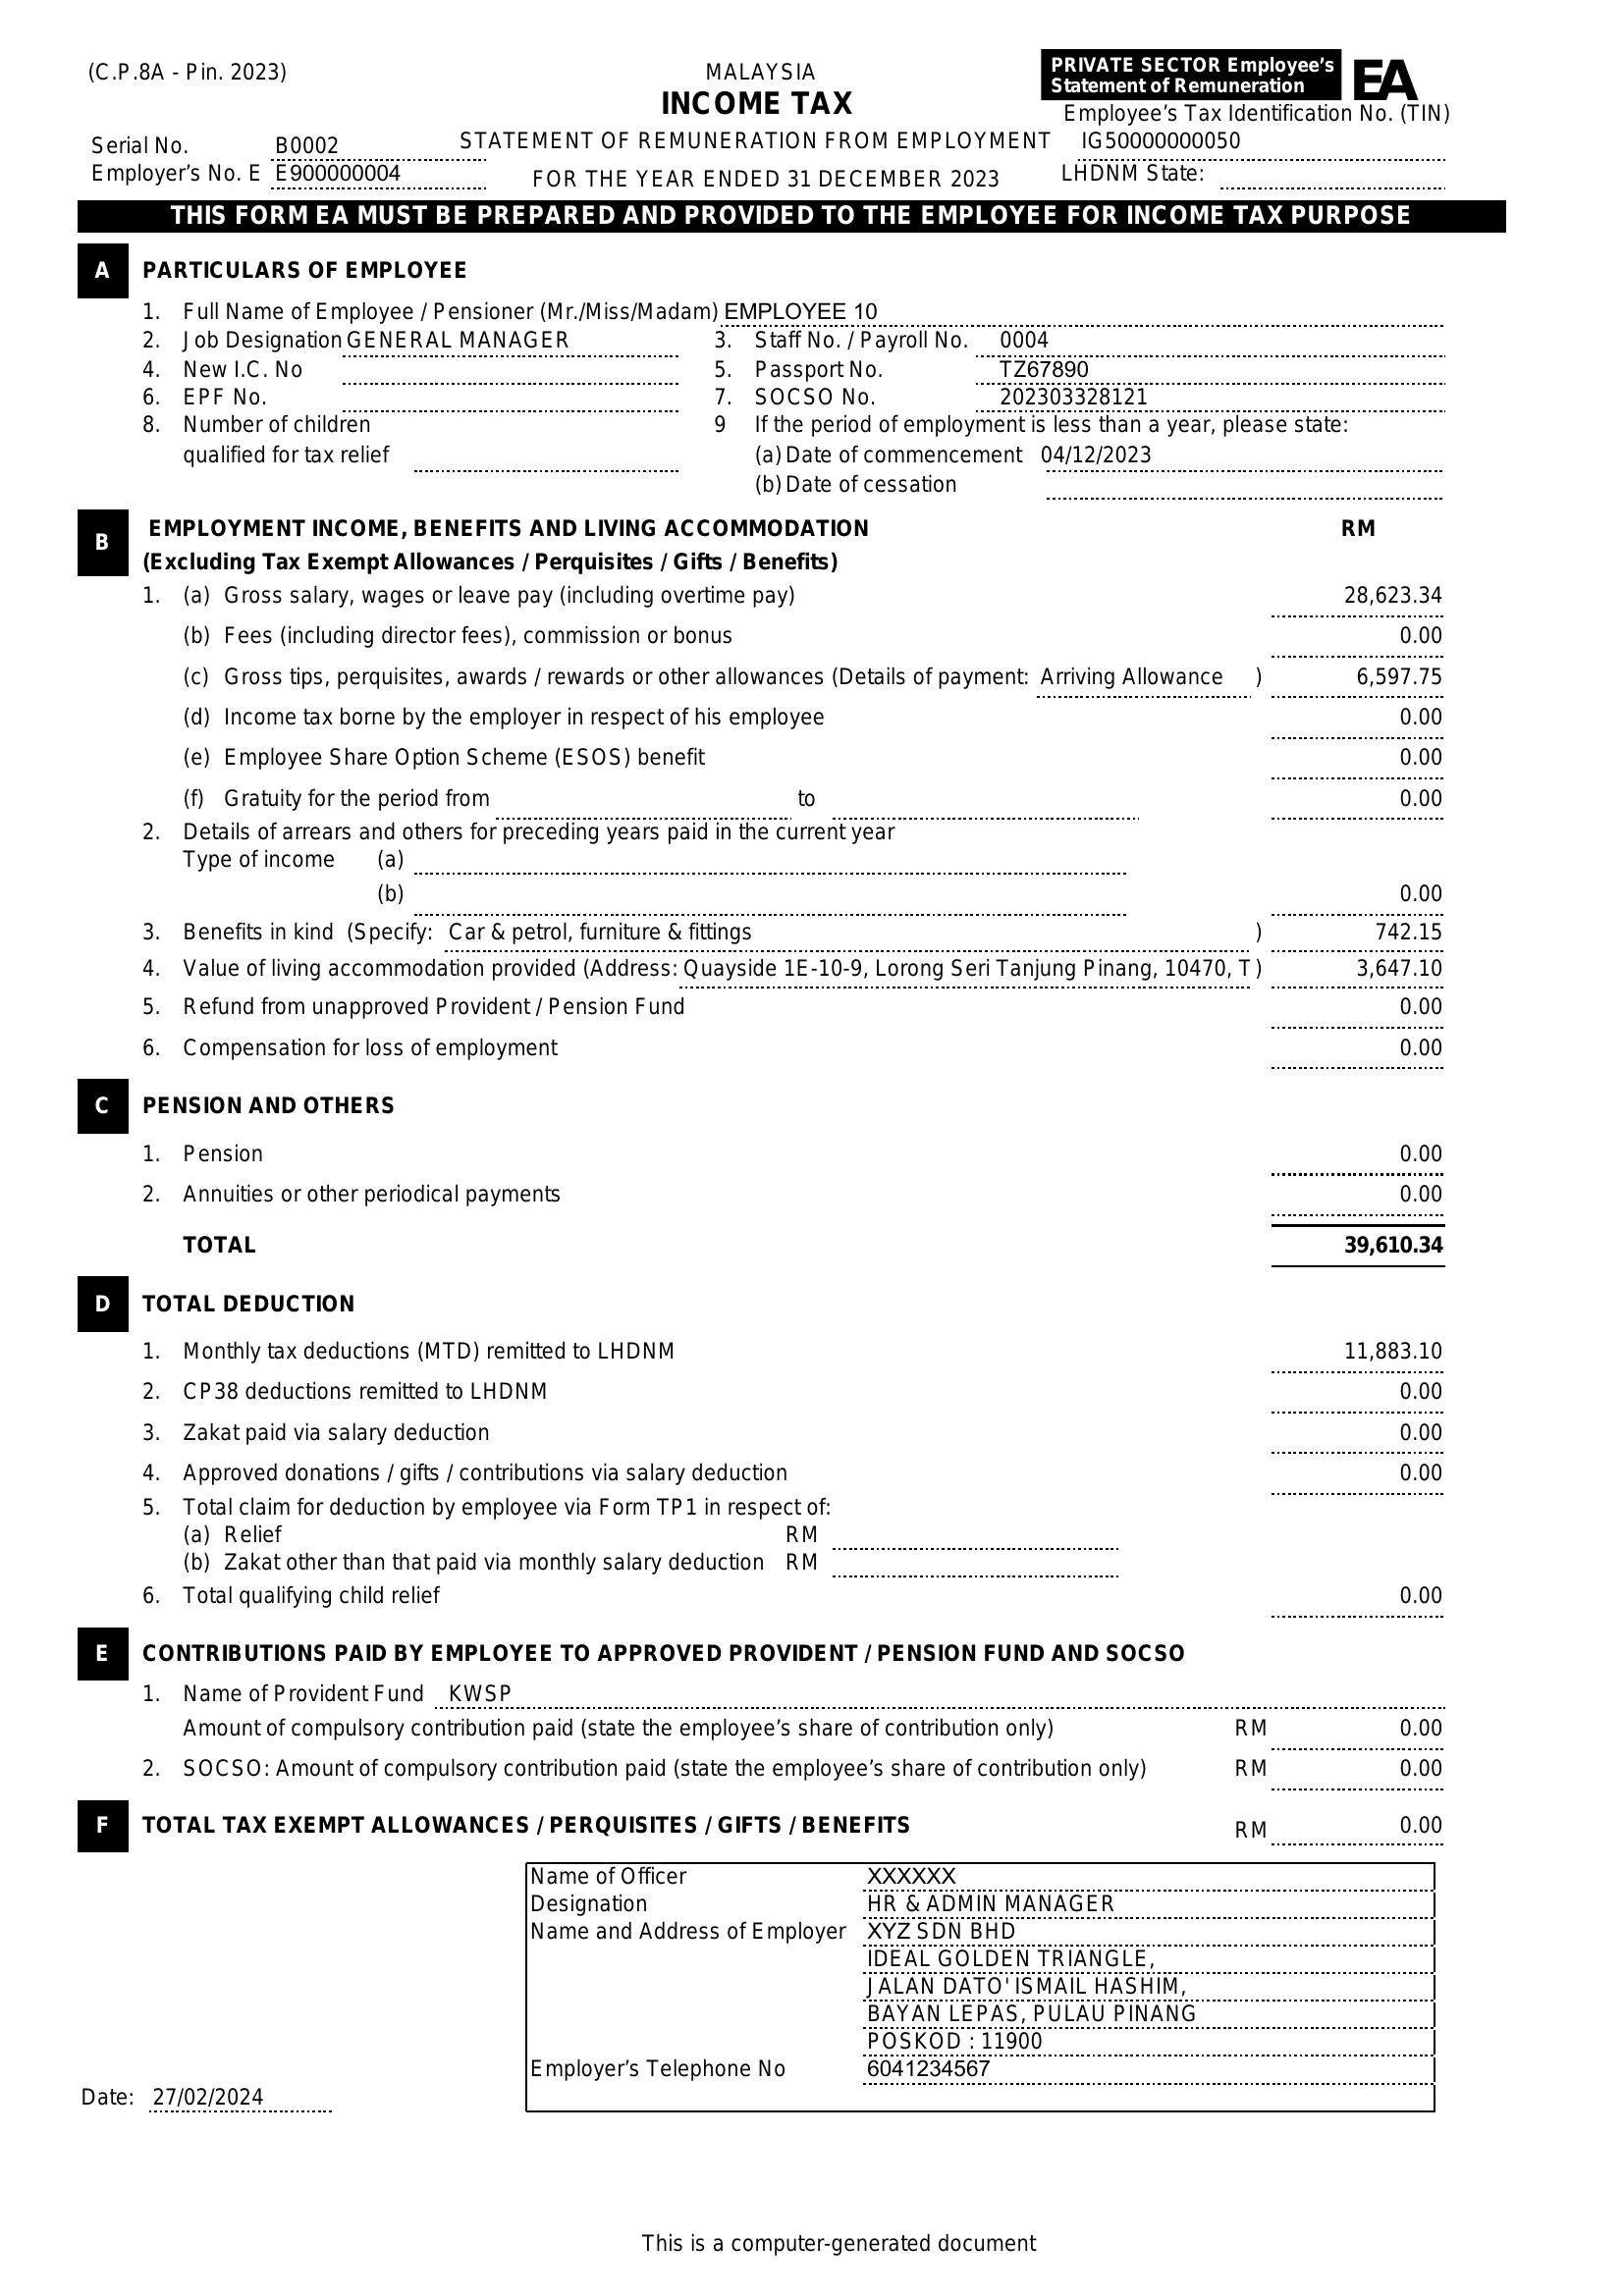 (C.P.8A - Pin. 2023)
MALAYSIA
PRIVATE SECTOR Employee's
Statement of Remuneration
EA
INCOME TAX
Employee's Tax Identification No. (TIN)
Serial No. B0002
STATEMENT OF REMUNERATION FROM EMPLOYMENT
IG50000000050
Employer's No. E E900000004
FOR THE YEAR ENDED 31 DECEMBER 2023
LHDNM State:
THIS FORM EA MUST BE PREPARED AND PROVIDED TO THE EMPLOYEE FOR INCOME TAX PURPOSE
A PARTICULARS OF EMPLOYEE
1. Full Name of Employee / Pensioner (Mr./Miss/Madam) EMPLOYEE 10
2. Job Designation GENERAL MANAGER 3. Staff No. / Payroll No. 0004
4. New I.C. No 5. Passport No. TZ67890
6. EPF No. 7. SOCSO No. 202303328121
8. Number of children 9 If the period of employment is less than a year, please state:
qualified for tax relief (a) Date of commencement 04/12/2023
(b) Date of cessation
B EMPLOYMENT INCOME, BENEFITS AND LIVING ACCOMMODATION RM
(Excluding Tax Exempt Allowances / Perquisites / Gifts / Benefits)
1. (a) Gross salary, wages or leave pay (including overtime pay) 28,623.34
(b) Fees (including director fees), commission or bonus 0.00
(c) Gross tips, perquisites, awards / rewards or other allowances (Details of payment: Arriving Allowance ) 6,597.75
(d) Income tax borne by the employer in respect of his employee 0.00
(e) Employee Share Option Scheme (ESOS) benefit 0.00
(f) Gratuity for the period from to 0.00
2. Details of arrears and others for preceding years paid in the current year
Type of income (a)
(b) 0.00
3. Benefits in kind (Specify: Car & petrol, furniture & fittings ) 742.15
4. Value of living accommodation provided (Address: Quayside 1E-10-9, Lorong Seri Tanjung Pinang, 10470, T ) 3,647.10
5. Refund from unapproved Provident / Pension Fund 0.00
6. Compensation for loss of employment 0.00
C PENSION AND OTHERS
1. Pension 0.00
2. Annuities or other periodical payments 0.00
TOTAL 39,610.34
D TOTAL DEDUCTION
1. Monthly tax deductions (MTD) remitted to LHDNM 11,883.10
2. CP38 deductions remitted to LHDNM 0.00
3. Zakat paid via salary deduction 0.00
4. Approved donations / gifts / contributions via salary deduction 0.00
5. Total claim for deduction by employee via Form TP1 in respect of:
(a) Relief RM
(b) Zakat other than that paid via monthly salary deduction RM
6. Total qualifying child relief 0.00
E CONTRIBUTIONS PAID BY EMPLOYEE TO APPROVED PROVIDENT / PENSION FUND AND SOCSO
1. Name of Provident Fund KWSP
Amount of compulsory contribution paid (state the employee's share of contribution only) RM 0.00
2. SOCSO: Amount of compulsory contribution paid (state the employee's share of contribution only) RM 0.00
F TOTAL TAX EXEMPT ALLOWANCES / PERQUISITES / GIFTS / BENEFITS RM 0.00
Name of Officer XXXXXX
Designation HR & ADMIN MANAGER
Name and Address of Employer XYZ SDN BHD
IDEAL GOLDEN TRIANGLE,
JALAN DATO' ISMAIL HASHIM,
BAYAN LEPAS, PULAU PINANG
POSKOD : 11900
Employer's Telephone No 6041234567
Date: 27/02/2024
This is a computer-generated document